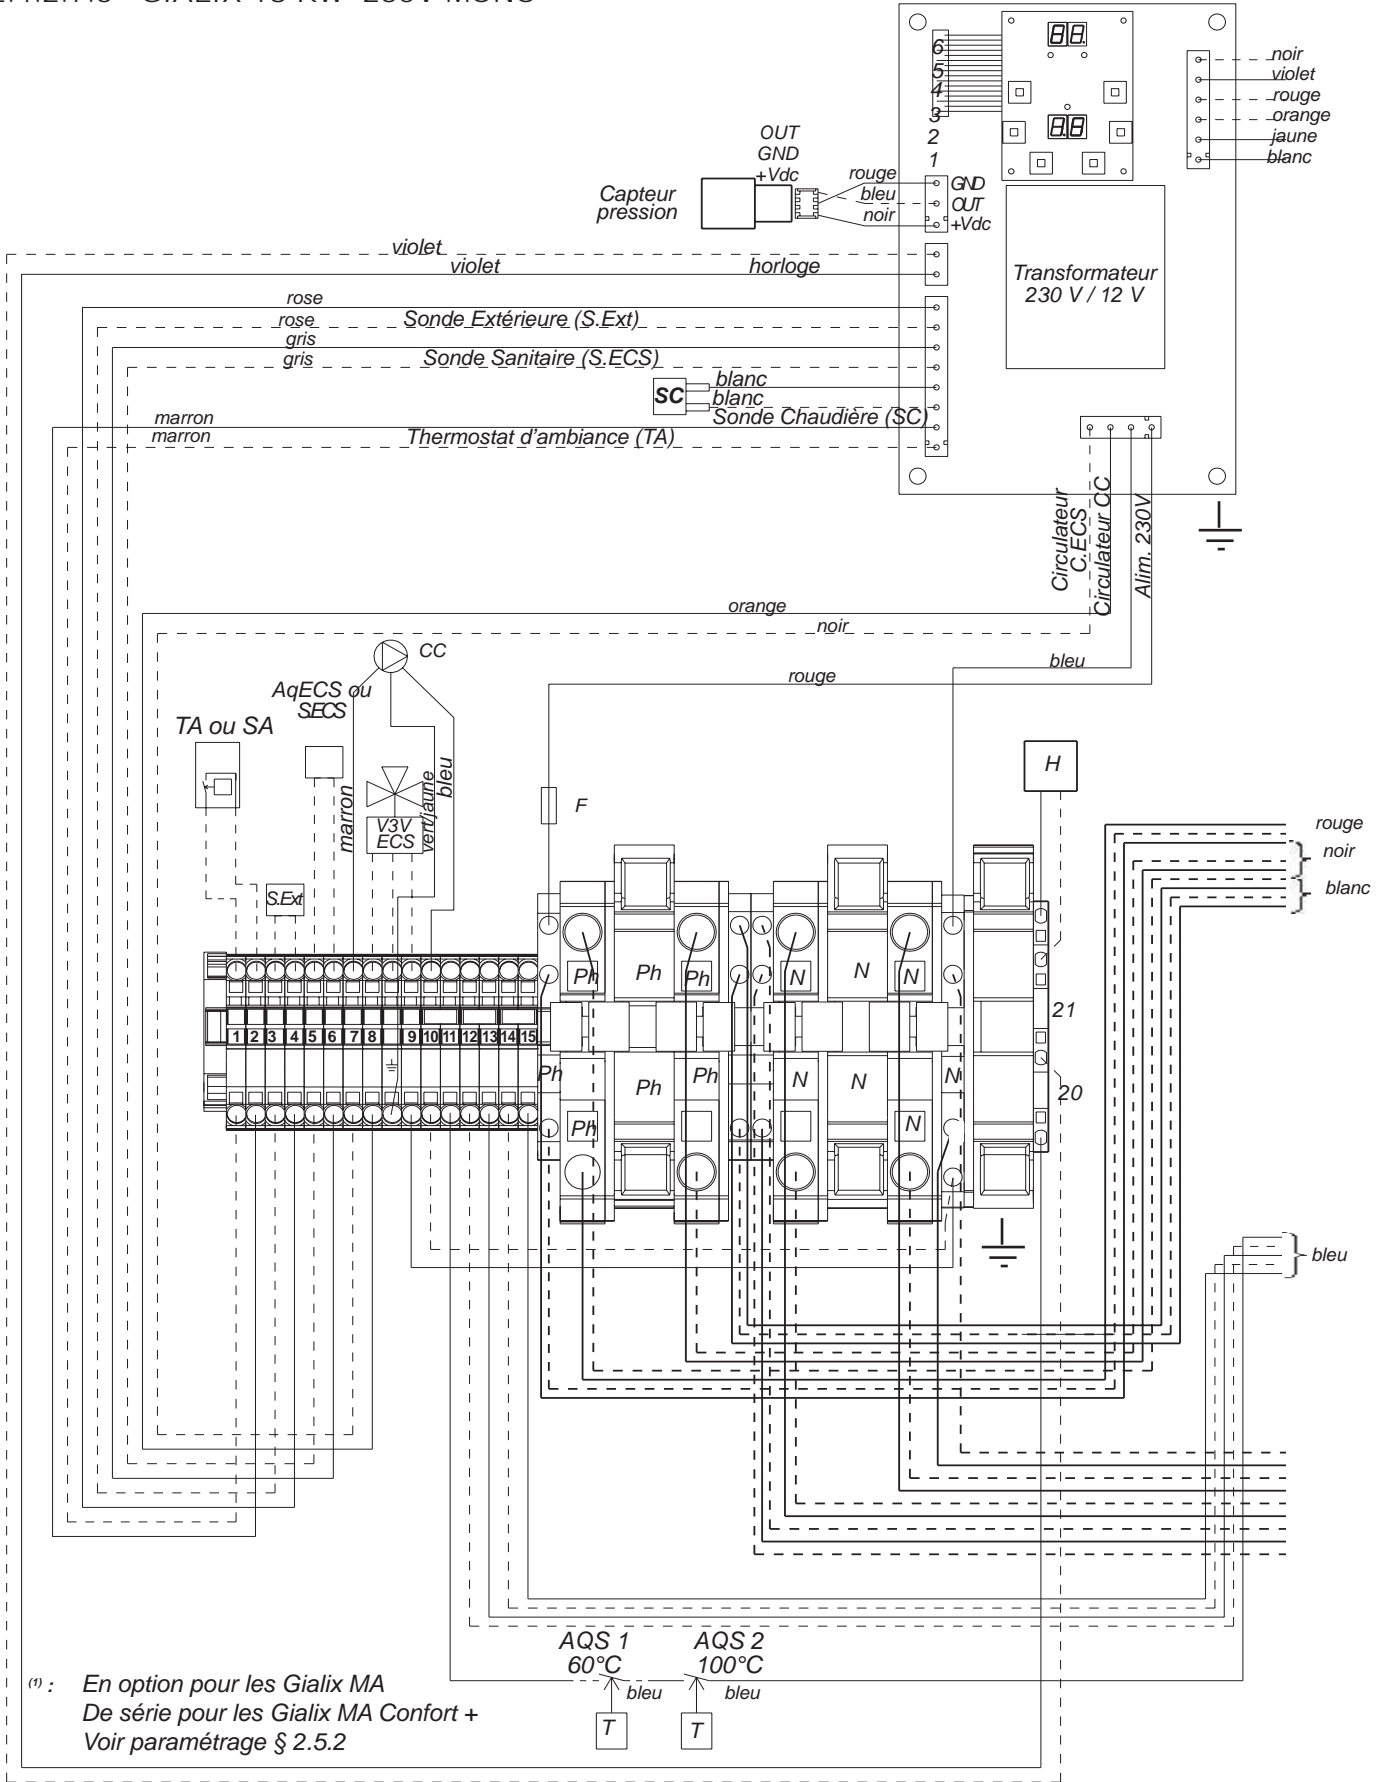 GIALIX 18 KW 230V MONO
6
5
4
3
2
1
noir
violet
rouge
orange
jaune
blanc
OUT
GND
+Vdc
Capteur
pression
rouge
bleu
noir
GND
OUT
+Vdc
violet
violet
horloge
Transformateur
230 V / 12 V
rose
rose
Sonde Extérieure (S.Ext)
gris
gris
Sonde Sanitaire (S.ECS)
SC
blanc
blanc
Sonde Chaudière (SC)
marron
marron
Thermostat d'ambiance (TA)
Circulateur
C.ECS
Circulateur CC
Alim. 230V
orange
noir
bleu
rouge
CC
AqECS ou
S.ECS
TA ou SA
marron
V3V
ECS
vert/jaune
bleu
S.Ext
F
H
rouge
noir
blanc
Ph
Ph
Ph
N
N
N
21
1 2 3 4 5 6 7 8 9 10 11 12 13 14 15
Ph
Ph
Ph
N
N
N
20
Ph
N
bleu
AQS 1
60°C
AQS 2
100°C
bleu
bleu
T
T
(1) : En option pour les Gialix MA
De série pour les Gialix MA Confort +
Voir paramétrage § 2.5.2